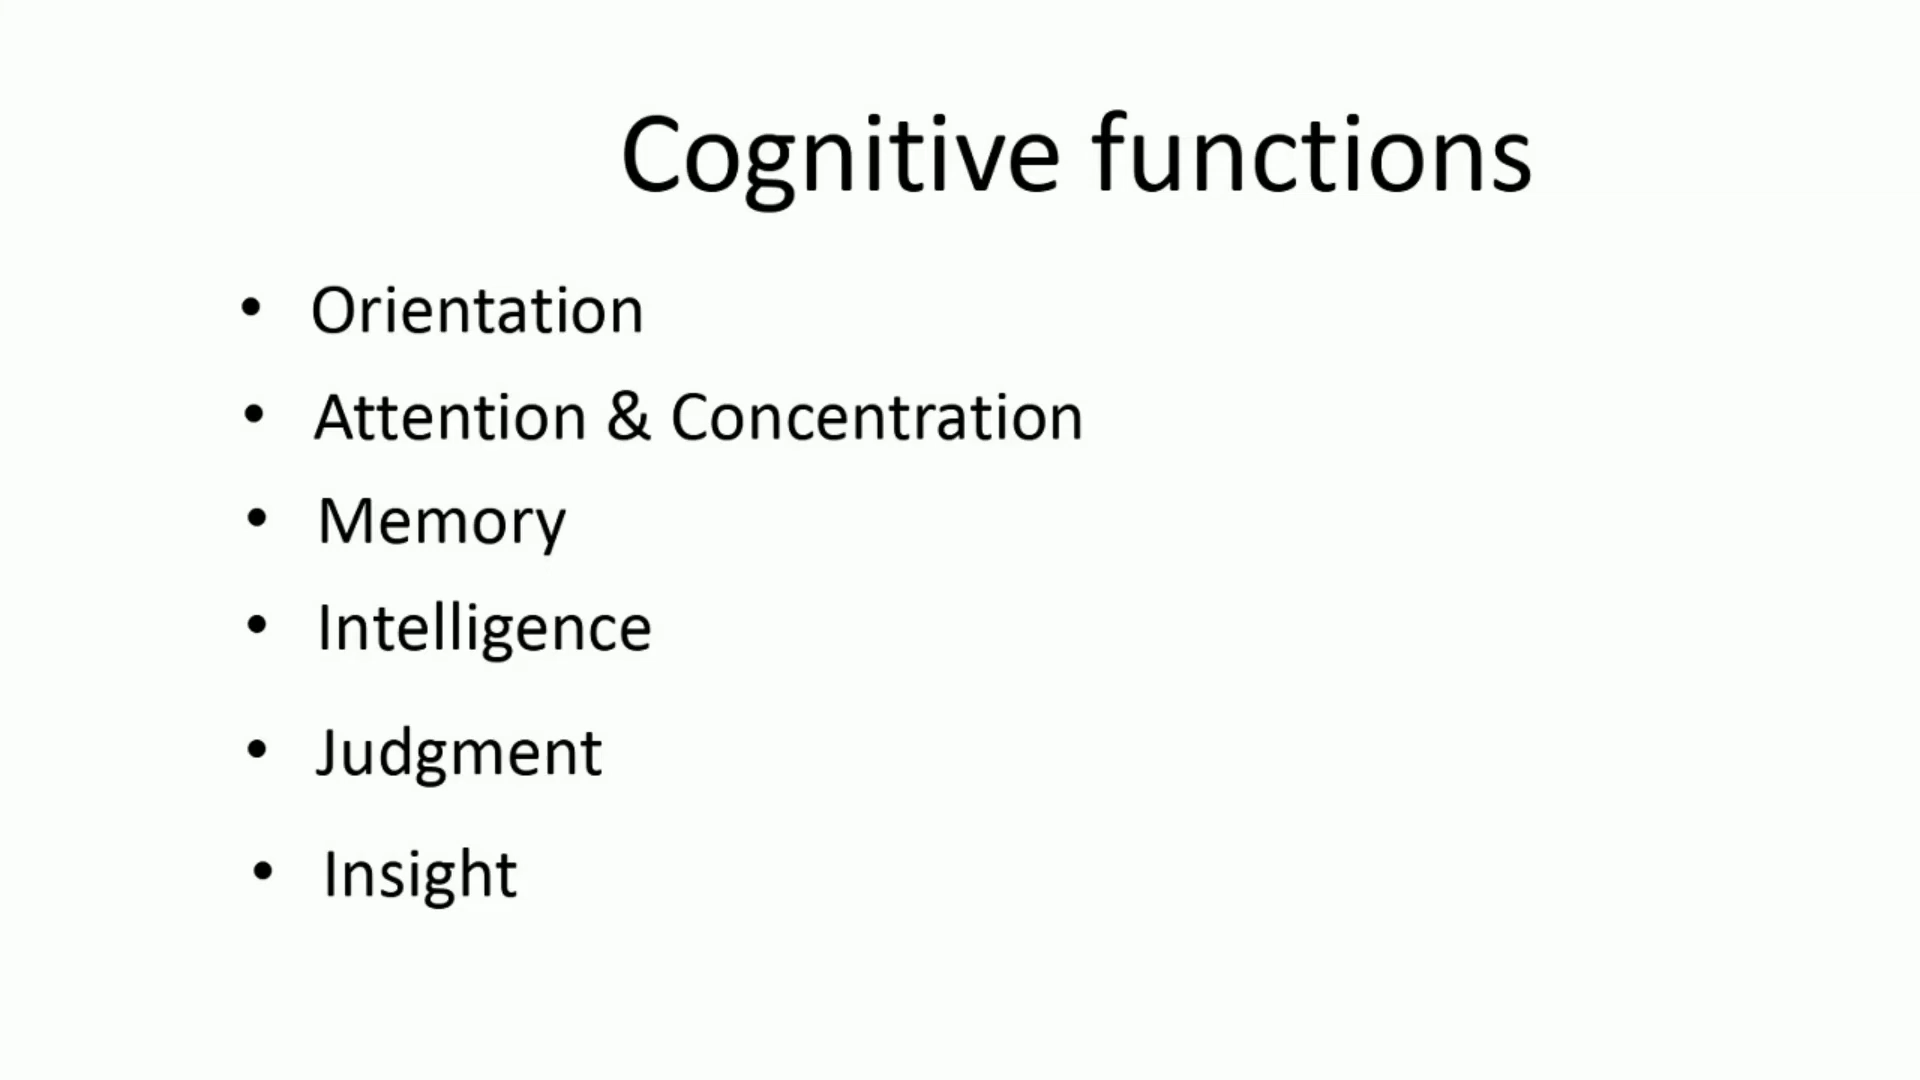 Cognitive functions
• Orientation
• Attention & Concentration
• Memory
• Intelligence
• Judgment
• Insight